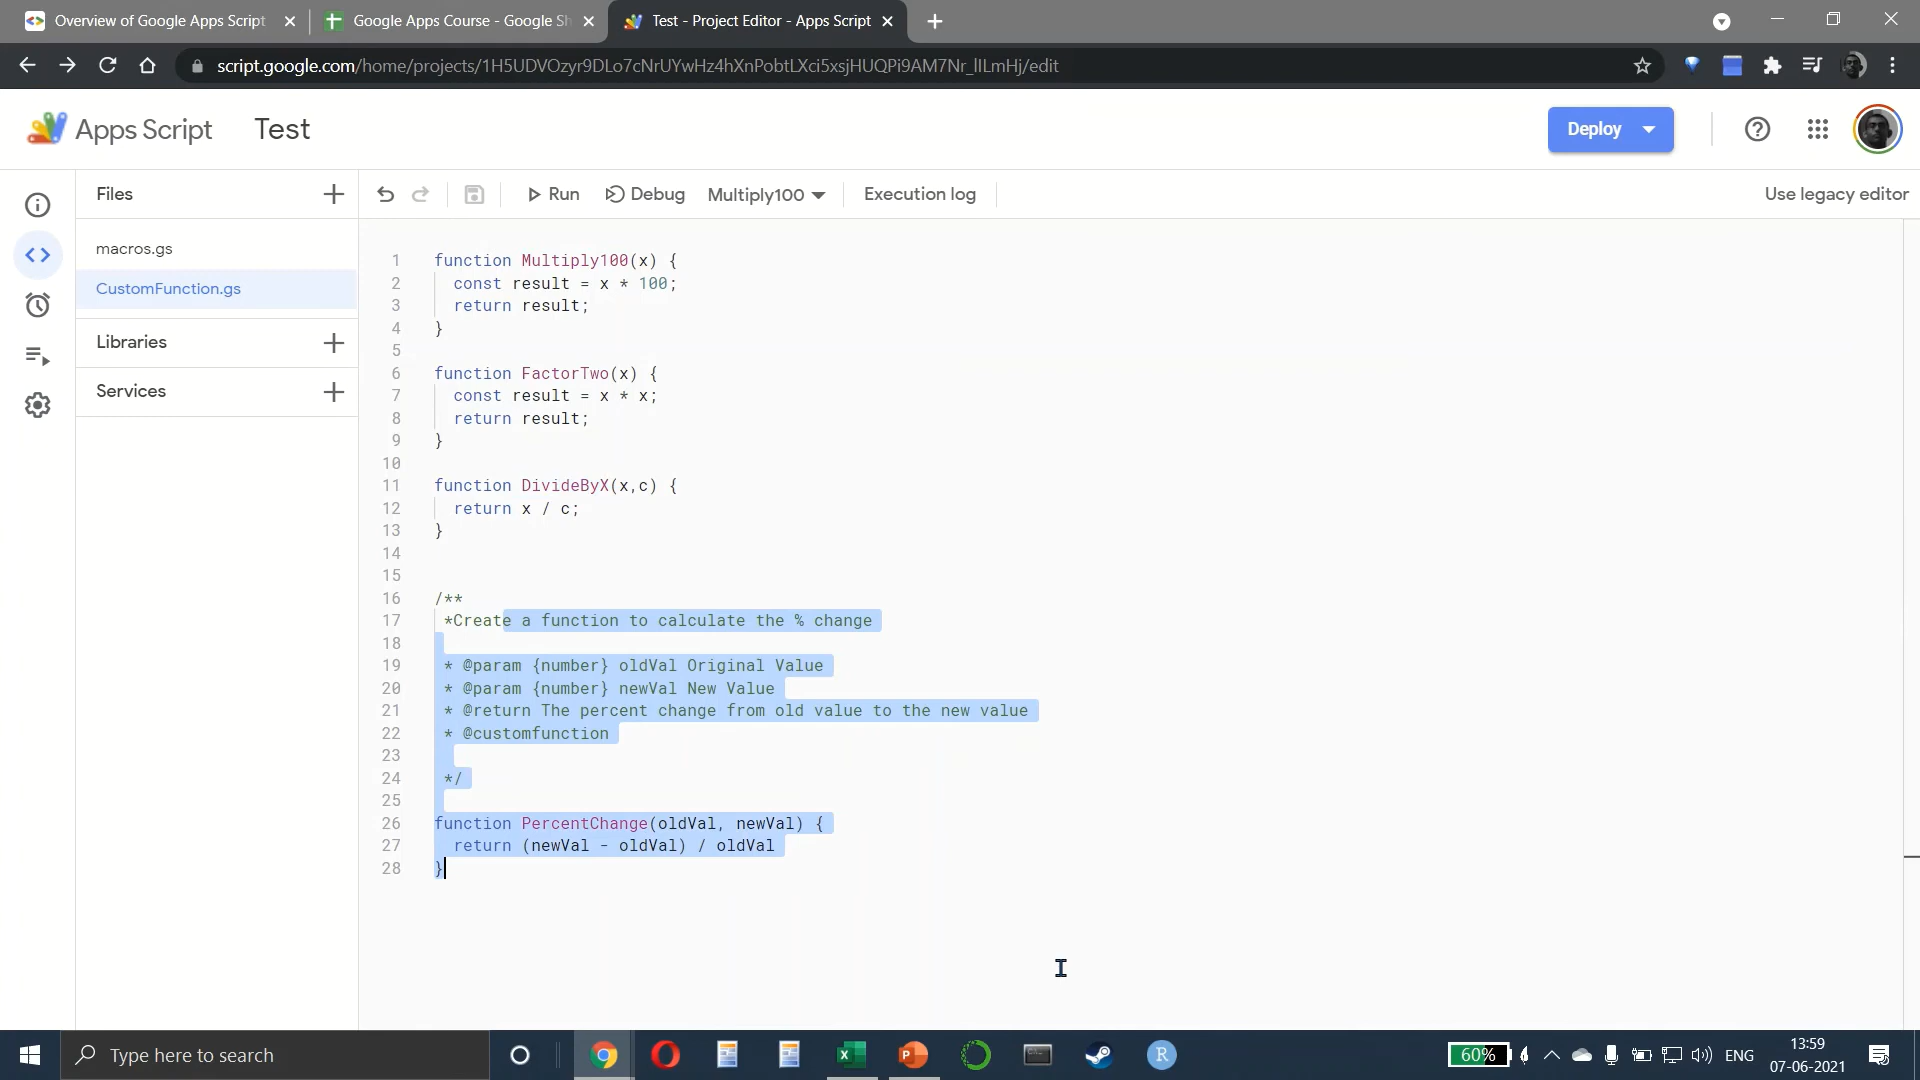 Overview of Google Apps Script
Google Apps Course - Google Sh
Test - Project Editor - Apps Script
script.google.com/home/projects/1H5UDVOzyr9DLo7cNrUYwHz4hXnPobtLXci5xsjHUQPi9AM7Nr_lILmHj/edit
Apps Script
Test
Deploy
Files
Run
Debug
Multiply100
Execution log
Use legacy editor
macros.gs
CustomFunction.gs
Libraries
Services
1 function Multiply100(x) {
2 const result = x * 100;
3 return result;
4 }
5
6 function FactorTwo(x) {
7 const result = x * x;
8 return result;
9 }
10
11 function DivideByX(x,c) {
12 return x / c;
13 }
14
15
16 /**
17 *Create a function to calculate the % change
18
19 * @param {number} oldVal Original Value
20 * @param {number} newVal New Value
21 * @return The percent change from old value to the new value
22 * @customfunction
23
24 */
25
26 function PercentChange(oldVal, newVal) {
27 return (newVal - oldVal) / oldVal
28 }
Type here to search
60%
ENG
13:59
07-06-2021